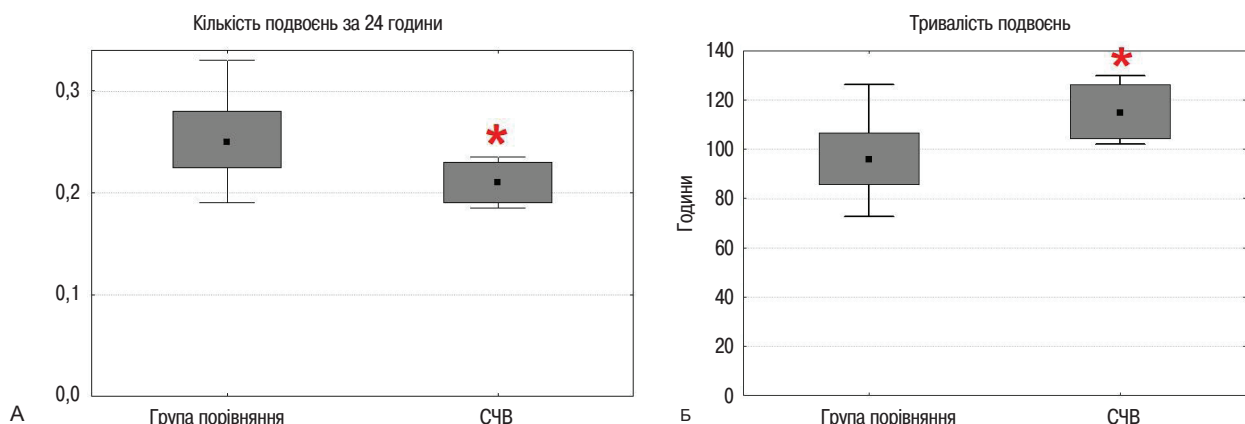 Кількість подвоєнь за 24 години
0,3
0,2
0,1
0,0
*
Група порівняння
СЧВ
А
Тривалість подвоєнь
Години
140
120
100
80
60
40
20
0
*
Група порівняння
СЧВ
Б